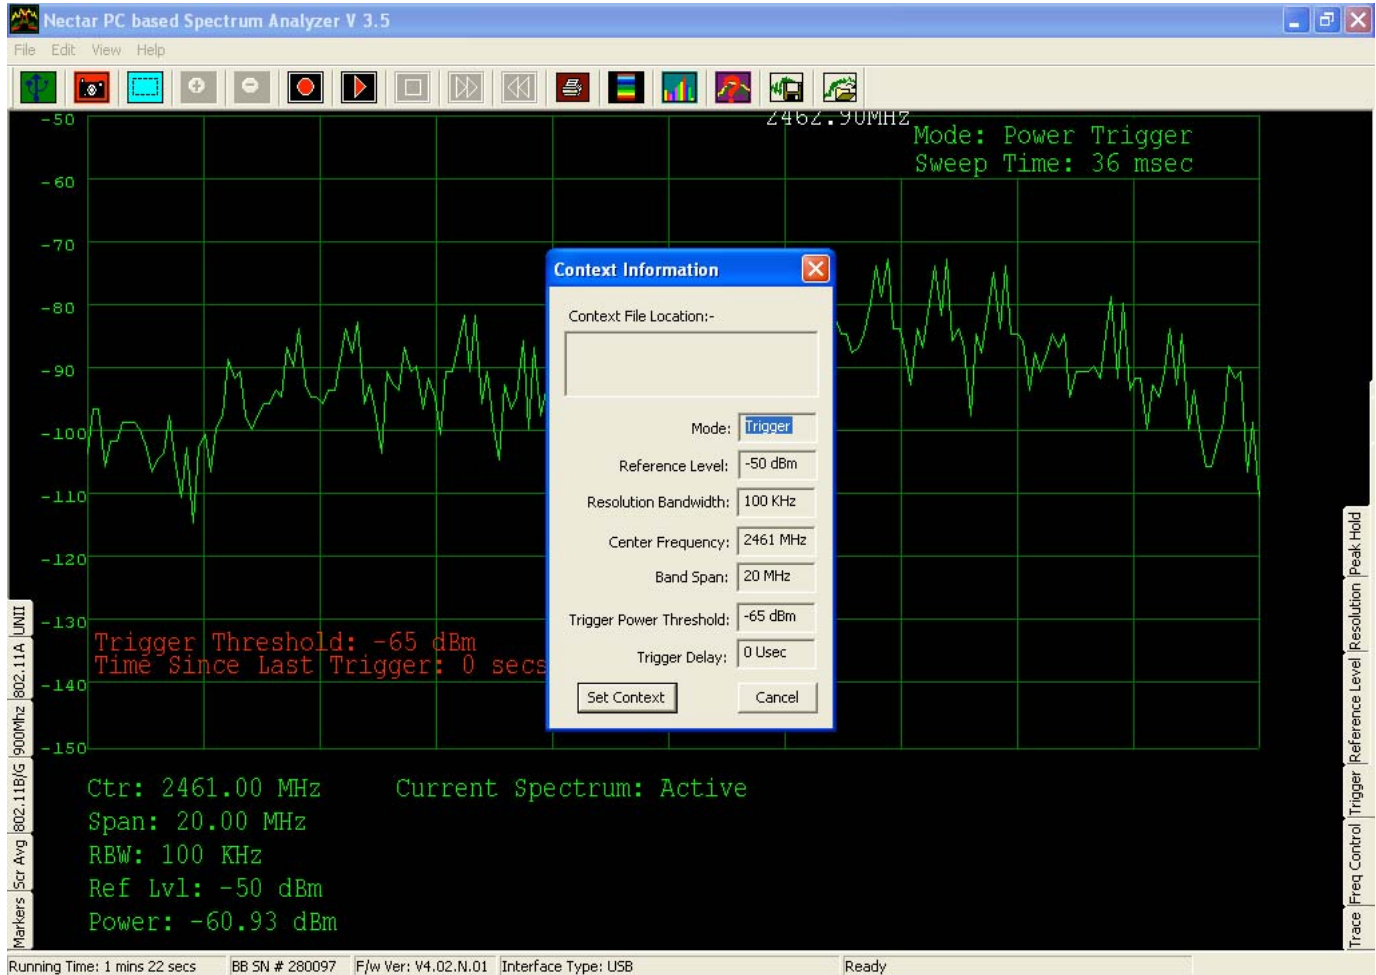 Nectar PC based Spectrum Analyzer V 3.5
File Edit View Help
2462.90MHz
Mode: Power Trigger
Sweep Time: 36 msec
-50
-60
-70
-80
-90
-100
-110
-120
-130
-140
-150
Trigger Threshold: -65 dBm
Time Since Last Trigger: 0 secs
Context Information
Context File Location:-
Mode: Trigger
Reference Level: -50 dBm
Resolution Bandwidth: 100 KHz
Center Frequency: 2461 MHz
Band Span: 20 MHz
Trigger Power Threshold: -65 dBm
Trigger Delay: 0 Usec
Set Context Cancel
UNII
802.11A
900Mhz
802.11B/G
Scr Avg
Markers
Peak Hold
Resolution
Reference Level
Trigger
Freq Control
Trace
Ctr: 2461.00 MHz Current Spectrum: Active
Span: 20.00 MHz
RBW: 100 KHz
Ref Lvl: -50 dBm
Power: -60.93 dBm
Running Time: 1 mins 22 secs BB SN # 280097 F/w Ver: V4.02.N.01 Interface Type: USB Ready